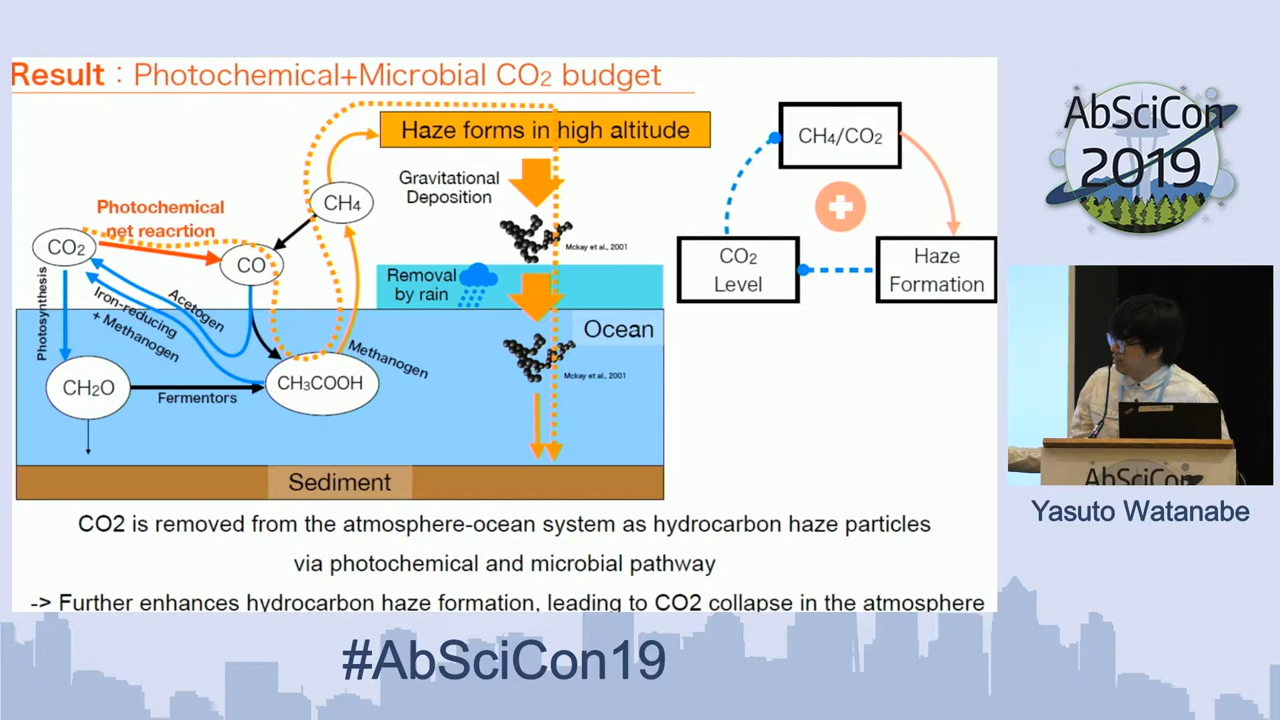 Result : Photochemical+Microbial CO2 budget
Haze forms in high altitude
Gravitational
Deposition
Mckay et al., 2001
CH4
Photochemical
net reacrtion
CO2
CO
Removal
by rain
Photosynthesis
Acetogen
Iron-reducing
+ Methanogen
Methanogen
Ocean
Mckay et al., 2001
CH2O
Fermentors
CH3COOH
Sediment
CH4/CO2
CO2
Level
Haze
Formation
CO2 is removed from the atmosphere-ocean system as hydrocarbon haze particles
via photochemical and microbial pathway
-> Further enhances hydrocarbon haze formation, leading to CO2 collapse in the atmosphere
AbSciCon
2019
AbSciCon
Yasuto Watanabe
#AbSciCon19